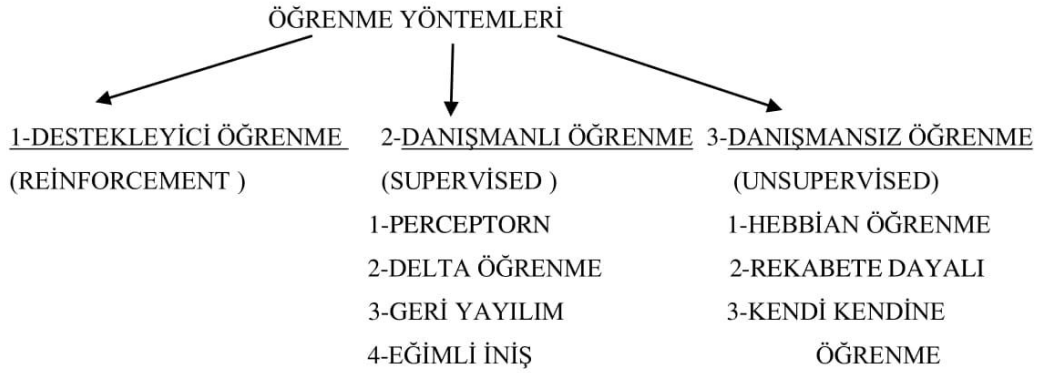 ÖĞRENME YÖNTEMLERİ
1-DESTEKLEYİCİ ÖĞRENME
(REİNFORCEMENT )
2-DANIŞMANLI ÖĞRENME
(SUPERVİSED )
1-PERCEPTORN
2-DELTA ÖĞRENME
3-GERİ YAYILIM
4-EĞİMLİ İNİŞ
3-DANIŞMANSIZ ÖĞRENME
(UNSUPERVİSED)
1-HEBBİAN ÖĞRENME
2-REKABETE DAYALI
3-KENDİ KENDİNE
ÖĞRENME